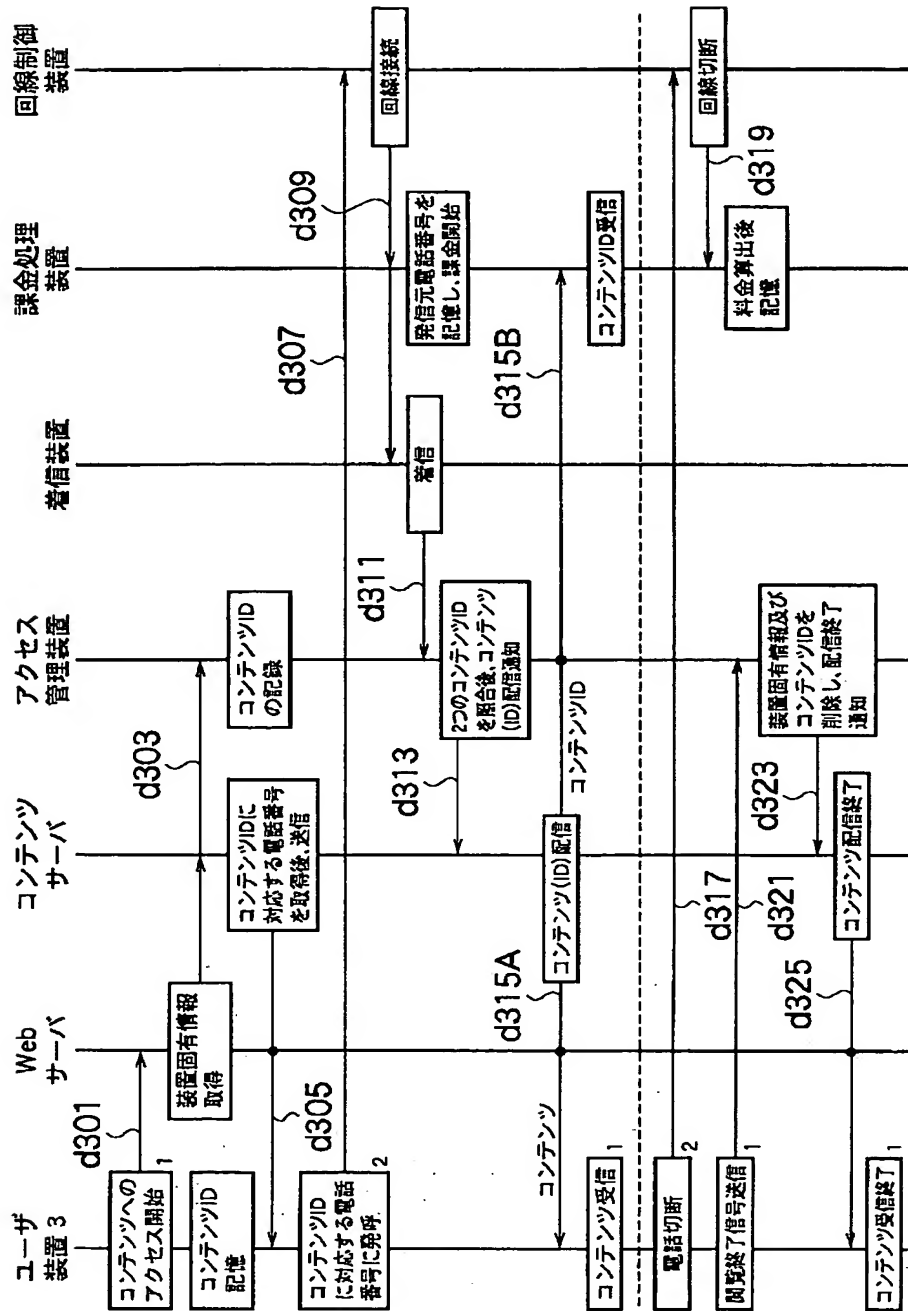 ユーザ
装置3
Web
サーバ
コンテンツ
サーバ
アクセス
管理装置
着信装置
課金処理
装置
回線制御
装置
コンテンツへの
アクセス開始
1
d301
装置固有情報
取得
d303
コンテンツID
記憶
コンテンツIDに
対応する電話番号
を取得後、送信
コンテンツID
の記録
d305
コンテンツID
に対応する電話
番号に発呼
2
d307
回線接続
d309
発信元電話番号を
記憶し、課金開始
着信
d311
2つのコンテンツID
を照合後、コンテンツ
(ID)配信通知
d313
コンテンツ
d315A
コンテンツ(ID)配信
コンテンツID
d315B
コンテンツ受信
1
コンテンツID受信
電話切断
2
d317
回線切断
d319
料金算出後
記憶
閲覧終了信号送信
1
d321
装置固有情報及び
コンテンツIDを
削除し、配信終了
通知
d323
コンテンツ配信終了
d325
コンテンツ受信終了
1